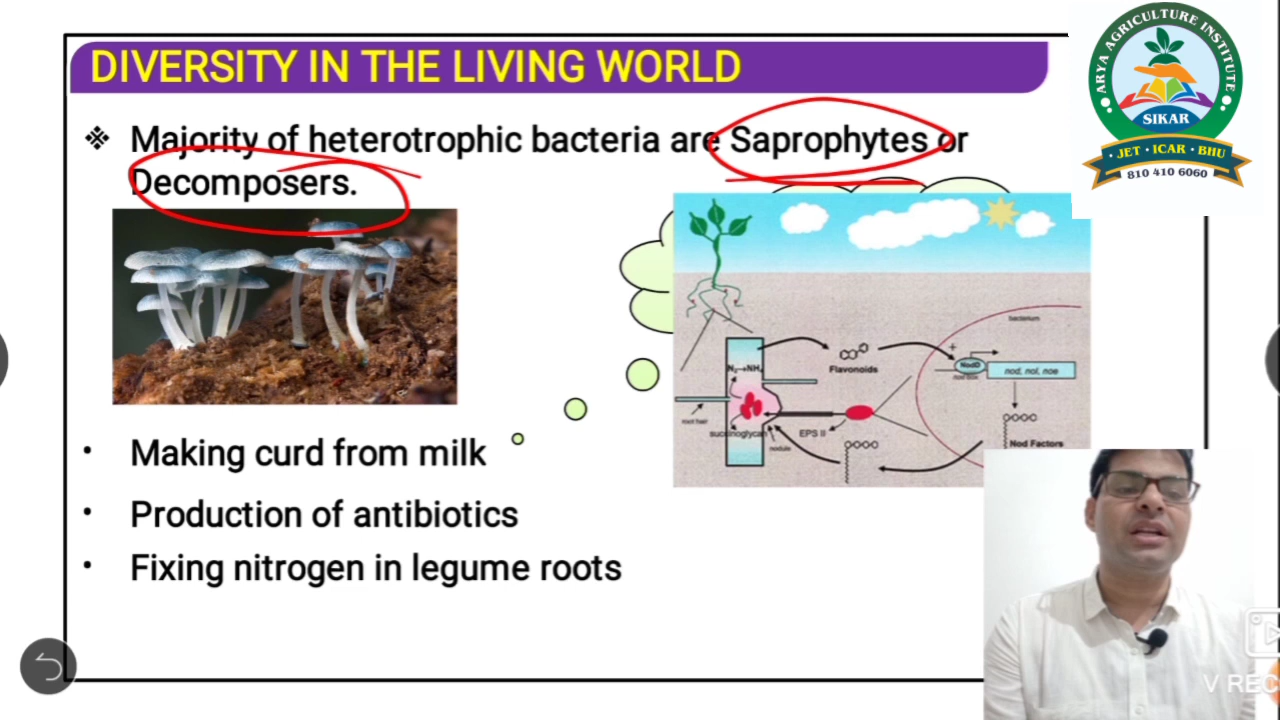 DIVERSITY IN THE LIVING WORLD
ARYA AGRICULTURE INSTITUTE
SIKAR
• JET • ICAR • BHU •
810 410 6060
❖ Majority of heterotrophic bacteria are Saprophytes or
Decomposers.
bacterium
N₂→NH₄
Flavonoids
+
NodD
nod box
nod, nol, noe
root hair
succinoglycan
EPS II
nodule
Nod Factors
• Making curd from milk
• Production of antibiotics
• Fixing nitrogen in legume roots
V REC